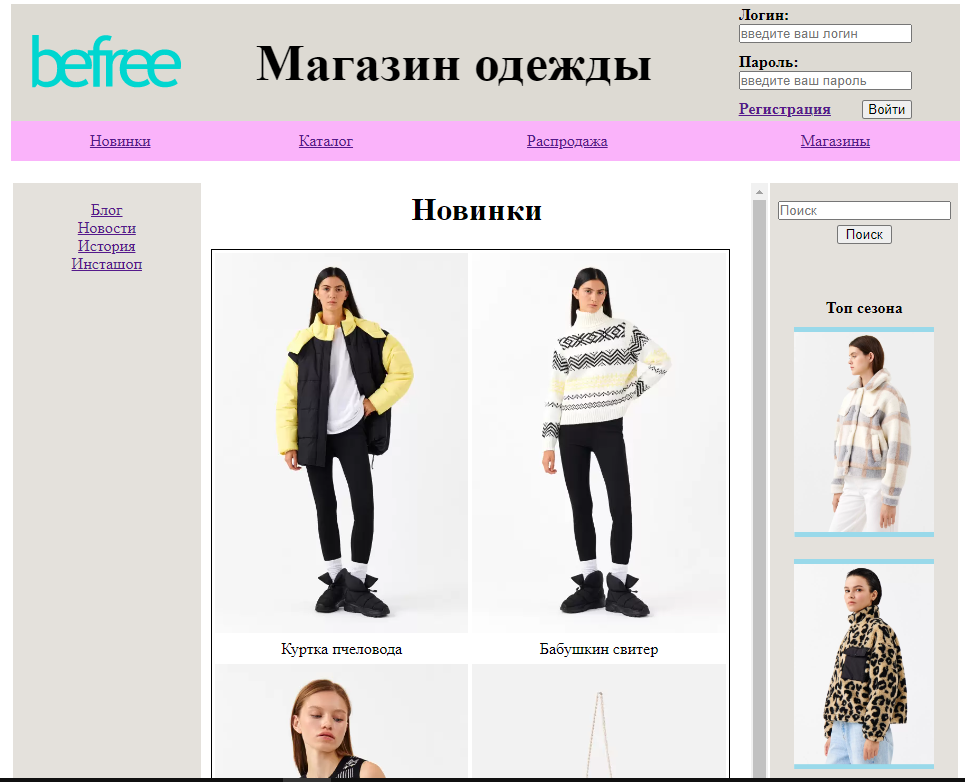 befree
Магазин одежды
Логин:
введите ваш логин
Пароль:
введите ваш пароль
Регистрация Войти
Новинки Каталог Распродажа Магазины
Блог
Новости
История
Инсташоп
Новинки
Куртка пчеловода Бабушкин свитер
Поиск
Поиск
Топ сезона